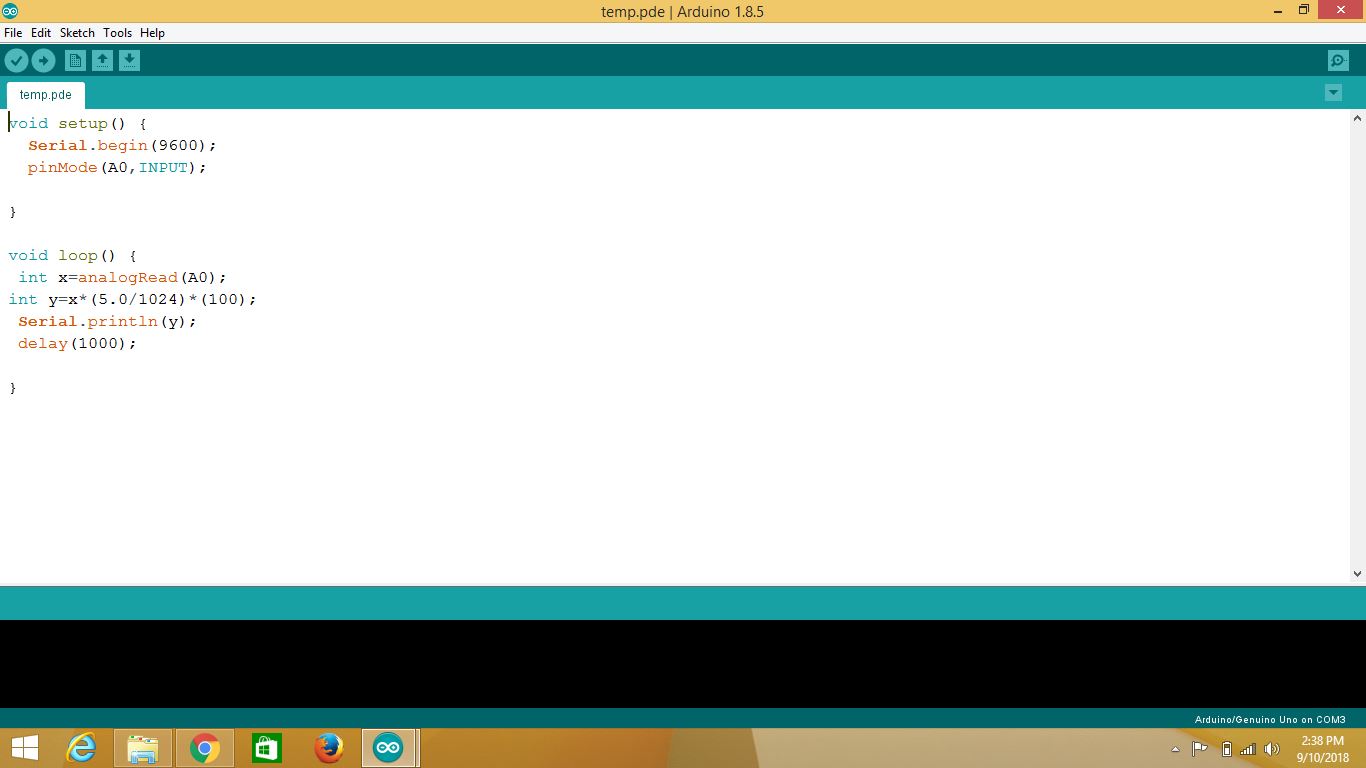 temp.pde | Arduino 1.8.5
File Edit Sketch Tools Help
temp.pde
void setup() {
  Serial.begin(9600);
  pinMode(A0,INPUT);
}
void loop() {
 int x=analogRead(A0);
int y=x*(5.0/1024)*(100);
 Serial.println(y);
 delay(1000);
}
Arduino/Genuino Uno on COM3
2:38 PM
9/10/2018